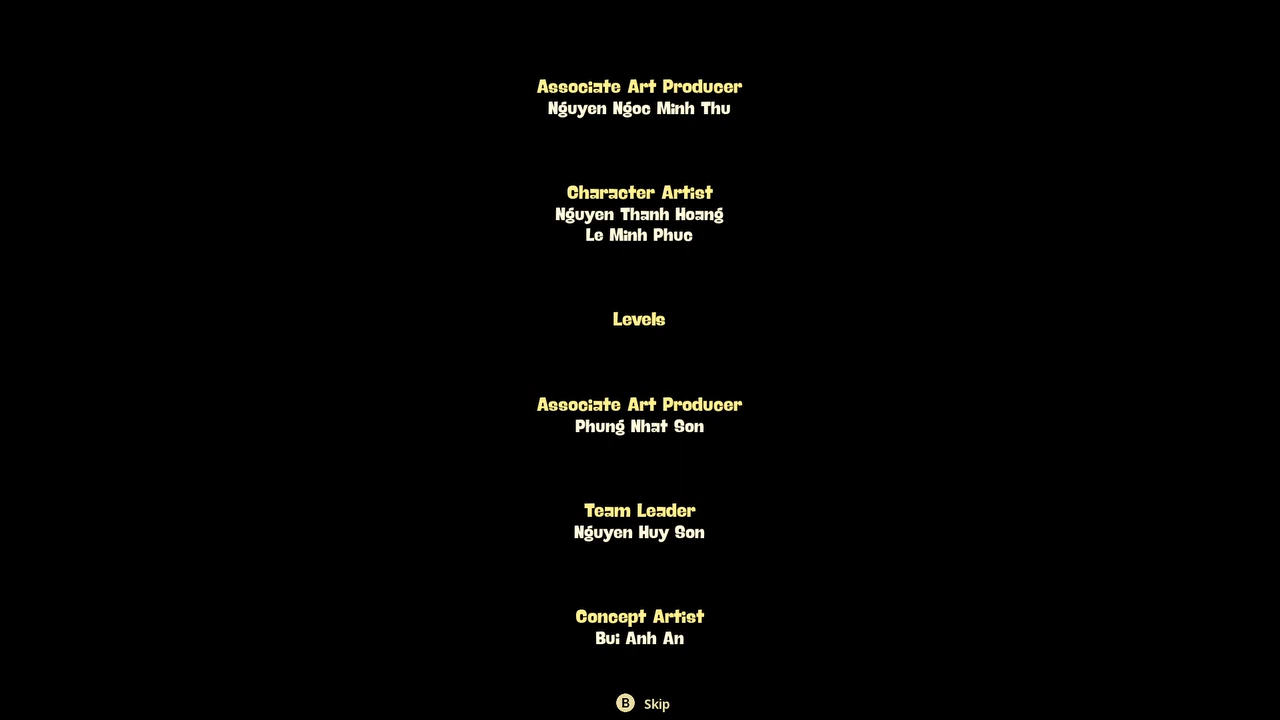 Associate Art Producer
Nguyen Ngoc Minh Thu
Character Artist
Nguyen Thanh Hoang
Le Minh Phuc
Levels
Associate Art Producer
Phung Nhat Son
Team Leader
Nguyen Huy Son
Concept Artist
Bui Anh An
B Skip